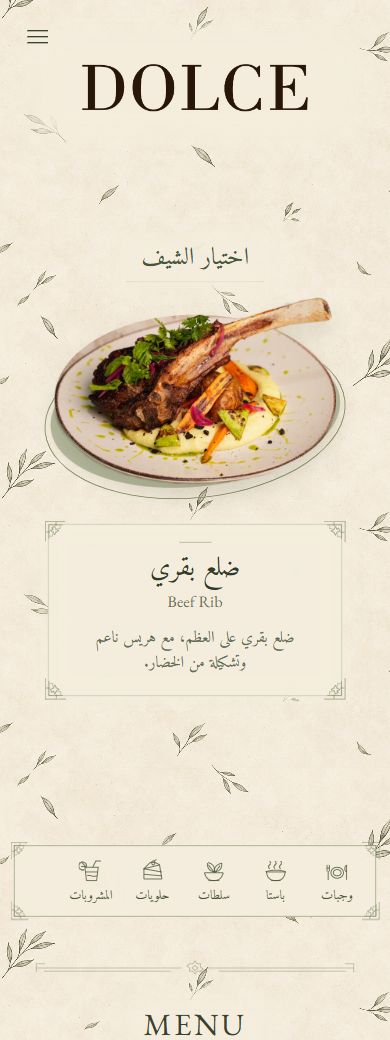 DOLCE
اختيار الشيف
ضلع بقري
Beef Rib
ضلع بقري على العظم، مع هريس ناعم
وتشكيلة من الخضار.
وجبات
باستا
سلطات
حلويات
المشروبات
MENU